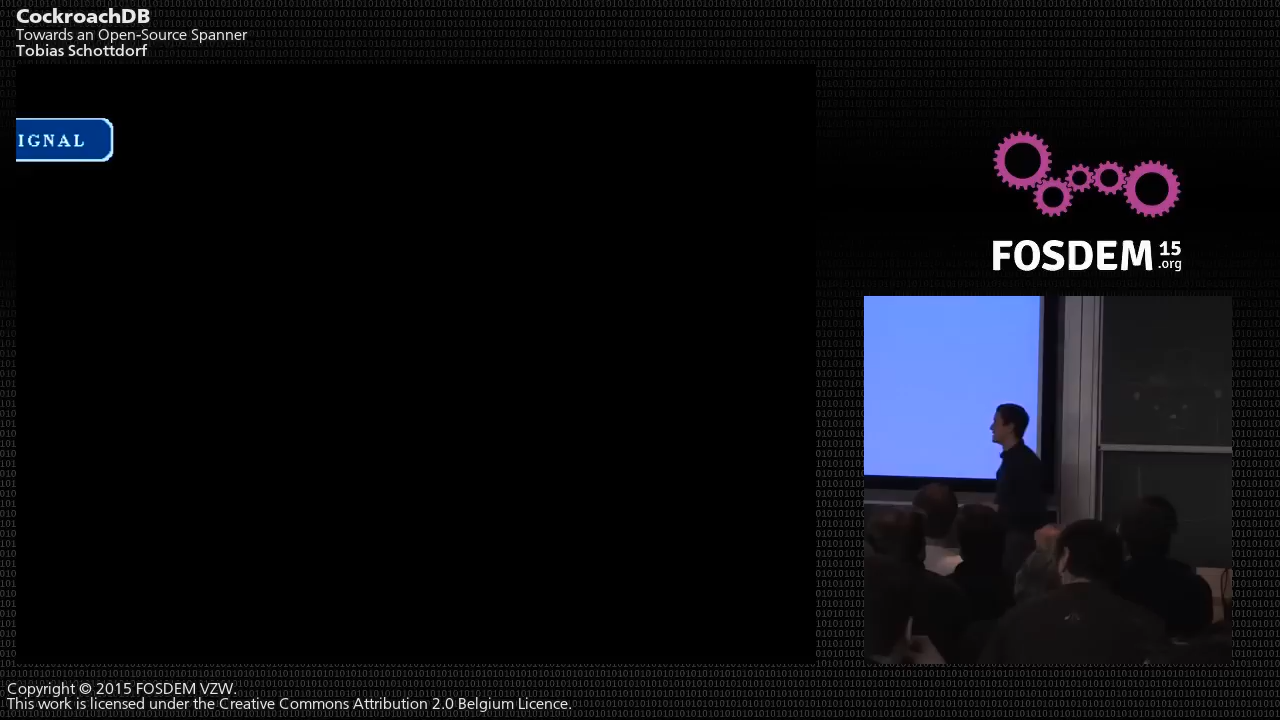 CockroachDB
Towards an Open-Source Spanner
Tobias Schottdorf
IGNAL
FOSDEM 15
.org
Copyright © 2015 FOSDEM VZW.
This work is licensed under the Creative Commons Attribution 2.0 Belgium Licence.